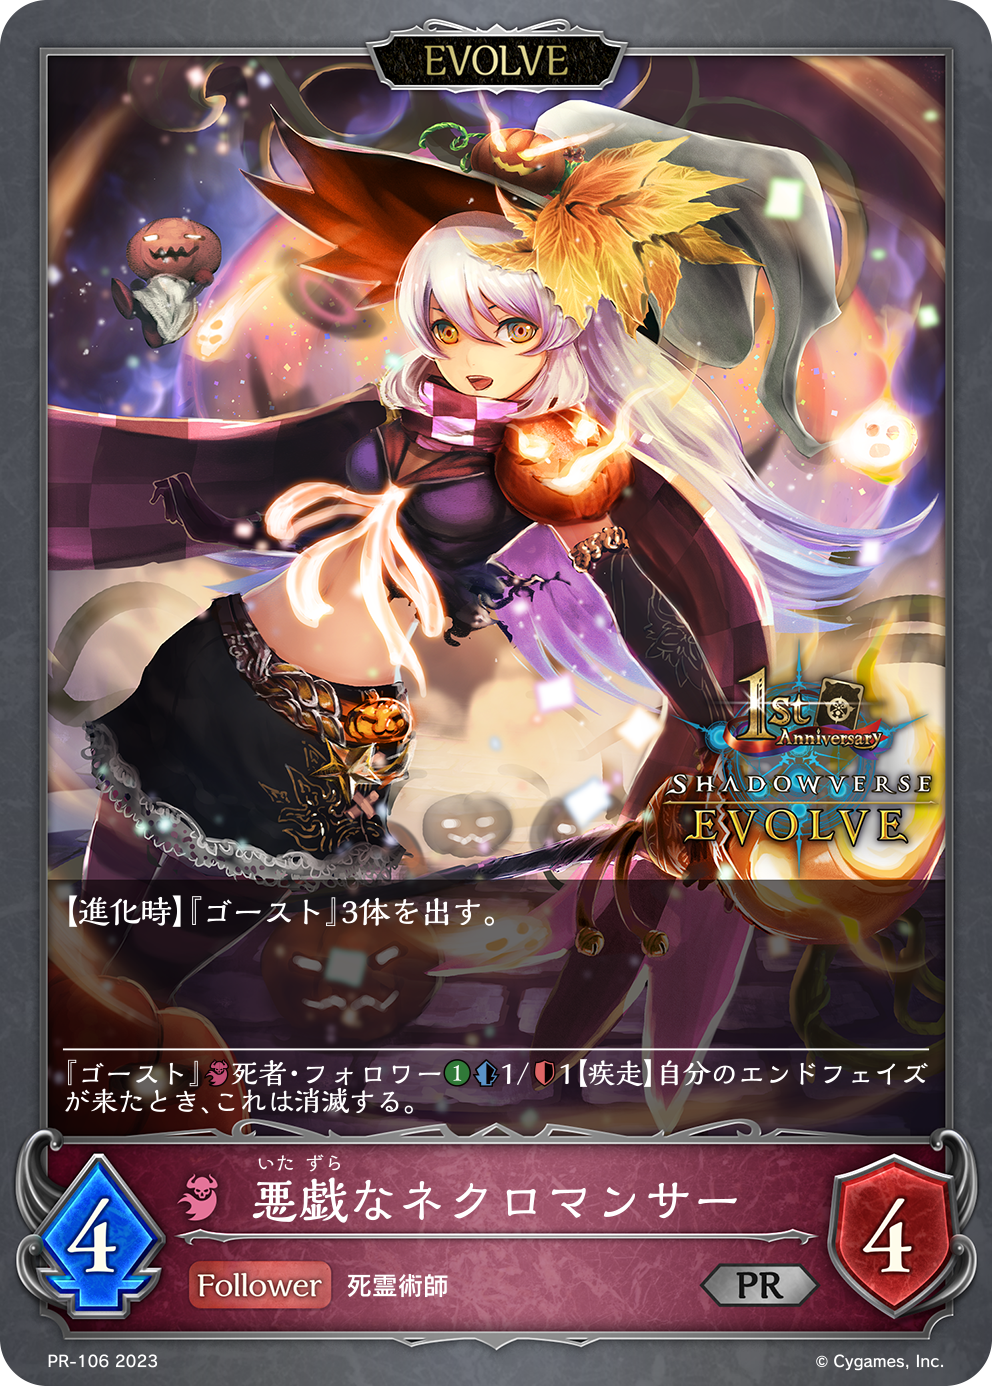 EVOLVE
1st
Anniversary
SHADOWVERSE
EVOLVE
【進化時】『ゴースト』3体を出す。
『ゴースト』死者・フォロワー1 1/1【疾走】自分のエンドフェイズ
が来たとき、これは消滅する。
いた ずら
悪戯なネクロマンサー
4
4
Follower 死霊術師
PR
PR-106 2023
© Cygames, Inc.